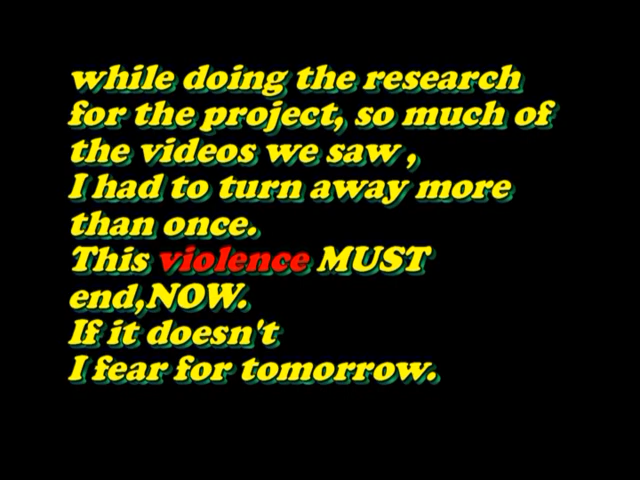 while doing the research
for the project, so much of
the videos we saw ,
I had to turn away more
than once.
This violence MUST
end,NOW.
If it doesn't
I fear for tomorrow.